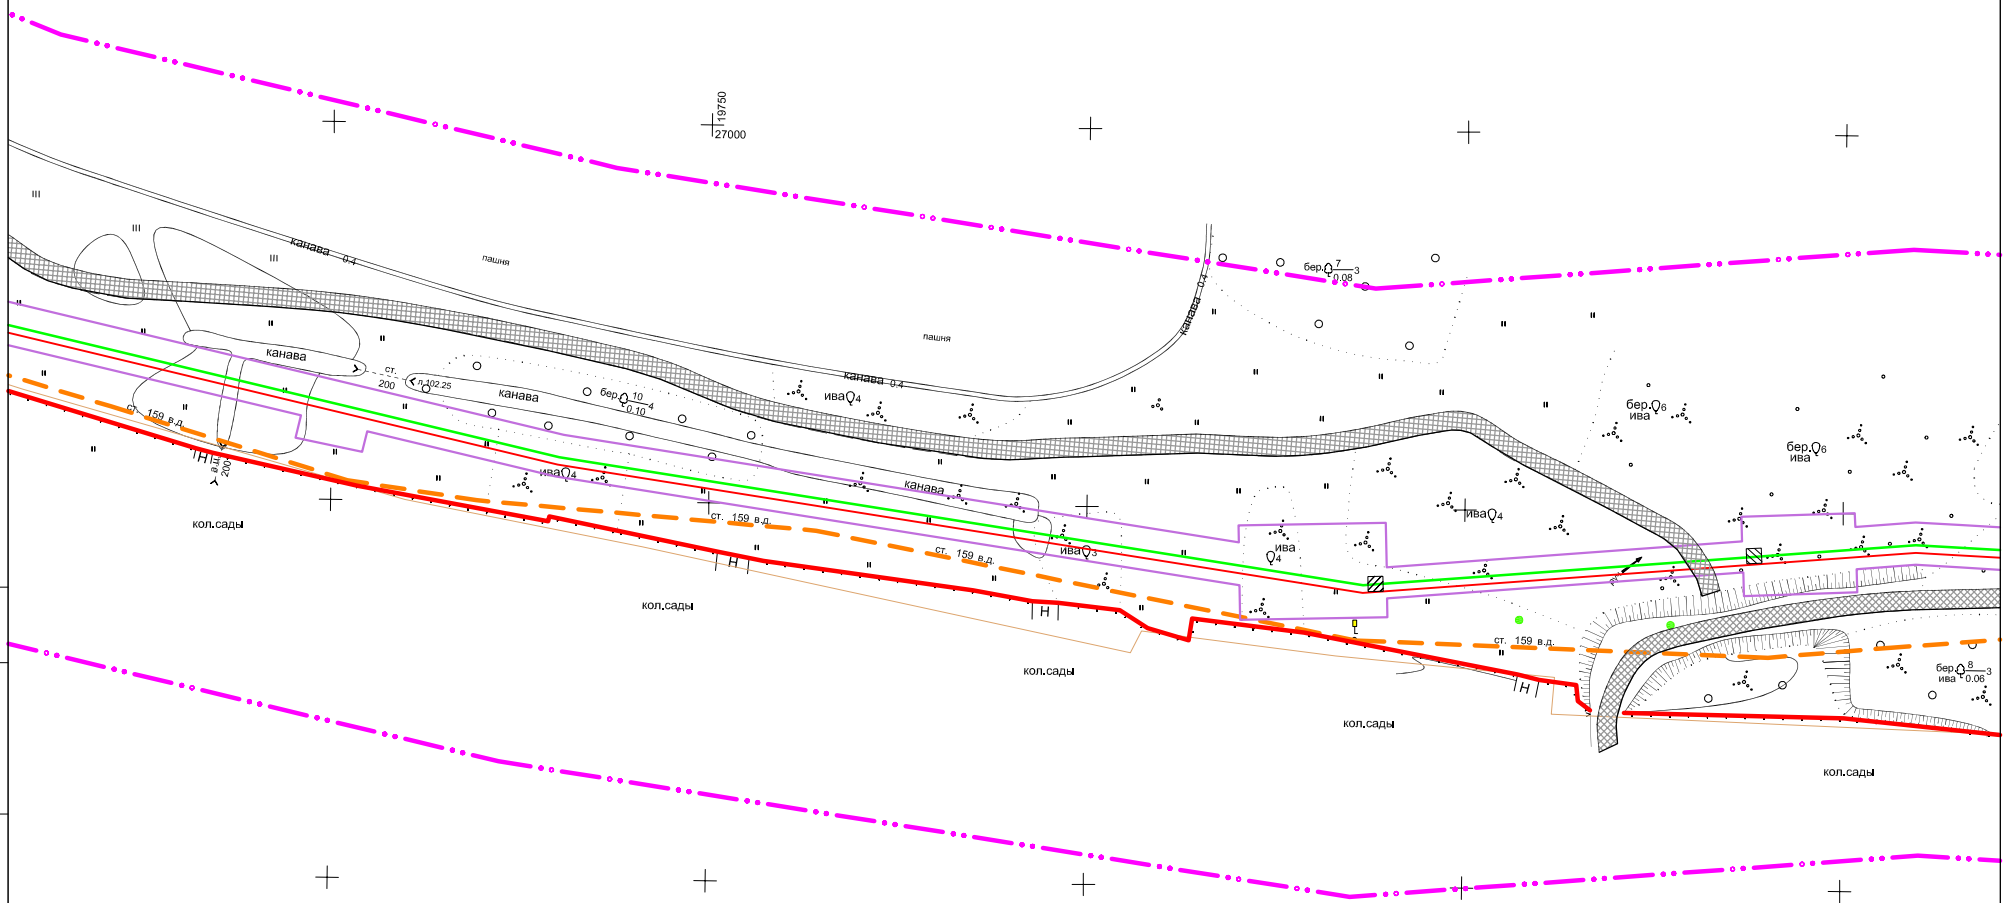 19750
27000
канава 0.4
пашня
бер. 7 3
0.08
канава 0.4
пашня
канава
ст.
200
л.102.25
канава
бер. 10 4
0.10
канава 0.4
ива 4
бер. 6
ива
бер. 6
ива
ст. 159 в.д.
Н
200
ива 4
канава
кол.сады
ст. 159 в.д.
ива 4
ст. 159 в.д.
ива 3
ива
4
Н
кол.сады
Н
ст. 159 в.д.
кол.сады
бер. 8 3
ива 0.06
Н
кол.сады
кол.сады